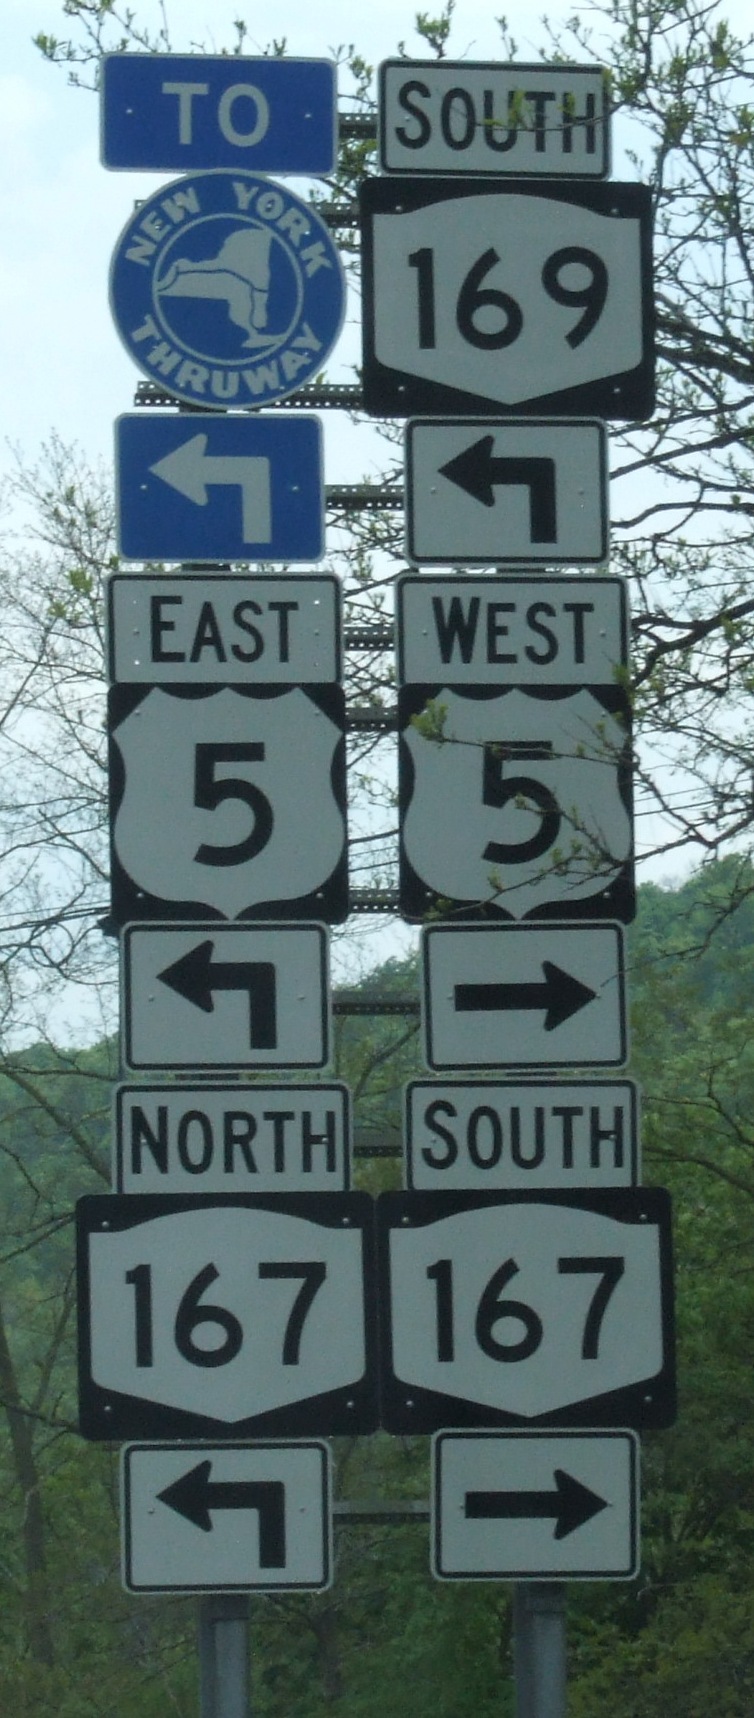 TO
NEW YORK
THRUWAY
SOUTH
169
EAST
5
WEST
5
NORTH
167
SOUTH
167